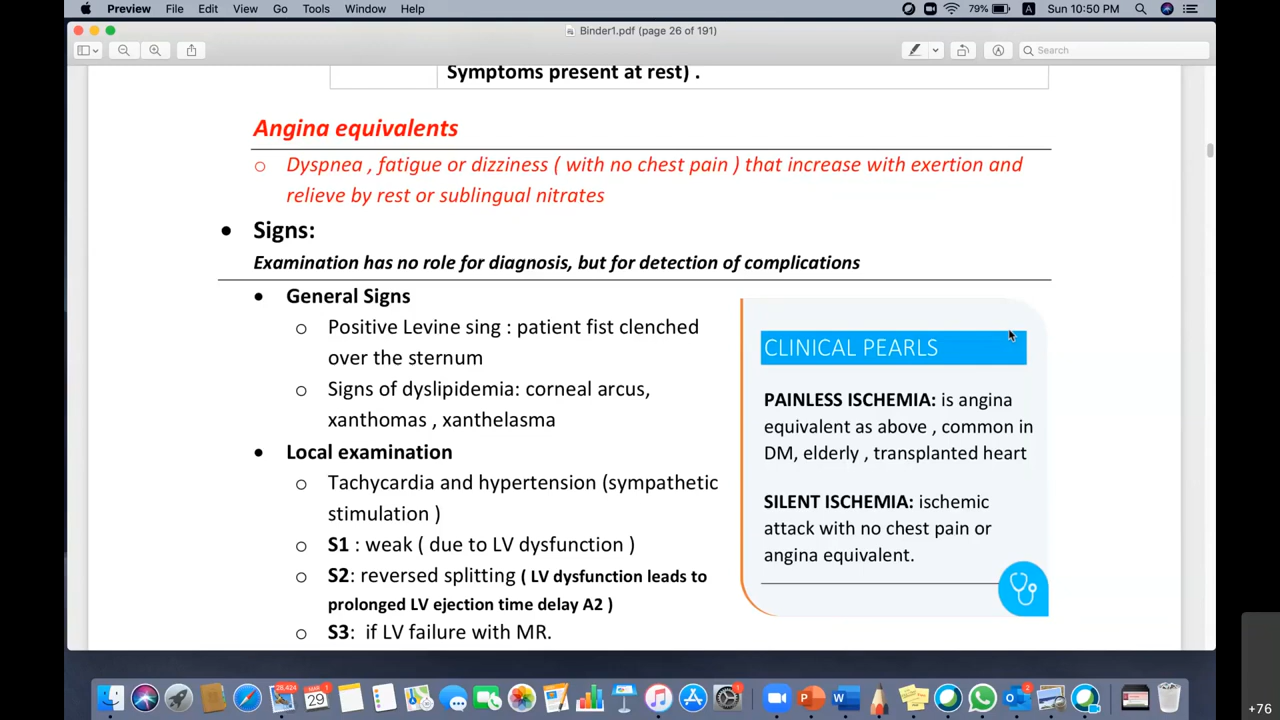 Preview File Edit View Go Tools Window Help 79% A Sun 10:50 PM
Binder1.pdf (page 26 of 191)
Search
Symptoms present at rest) .
Angina equivalents
o Dyspnea , fatigue or dizziness ( with no chest pain ) that increase with exertion and
relieve by rest or sublingual nitrates
• Signs:
Examination has no role for diagnosis, but for detection of complications
• General Signs
o Positive Levine sing : patient fist clenched
over the sternum
o Signs of dyslipidemia: corneal arcus,
xanthomas , xanthelasma
• Local examination
o Tachycardia and hypertension (sympathetic
stimulation )
o S1 : weak ( due to LV dysfunction )
o S2: reversed splitting ( LV dysfunction leads to
prolonged LV ejection time delay A2 )
o S3: if LV failure with MR.
CLINICAL PEARLS
PAINLESS ISCHEMIA: is angina
equivalent as above , common in
DM, elderly , transplanted heart
SILENT ISCHEMIA: ischemic
attack with no chest pain or
angina equivalent.
28,424
MAR 1
29
1
2
+76